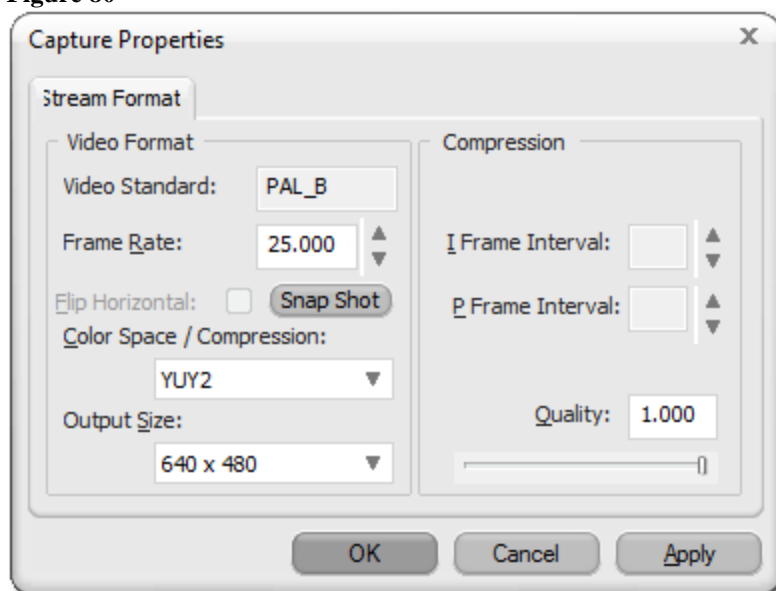 Figure 80
Capture Properties
x
Stream Format
Video Format
Video Standard: PAL_B
Frame Rate: 25.000
Flip Horizontal: Snap Shot
Color Space / Compression:
YUY2
Output Size:
640 x 480
Compression
I Frame Interval:
P Frame Interval:
Quality: 1.000
OK Cancel Apply